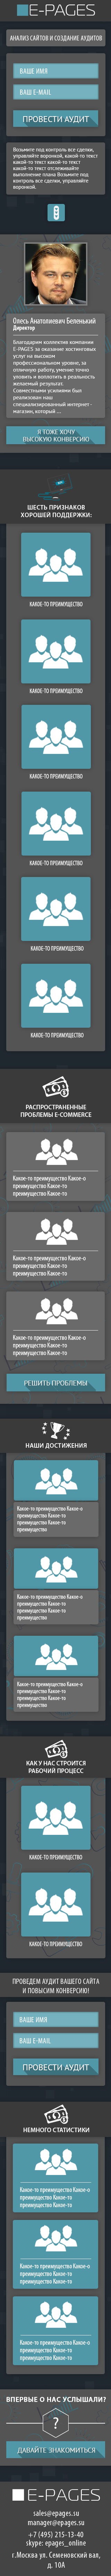 E-PAGES
АНАЛИЗ САЙТОВ И СОЗДАНИЕ АУДИТОВ
ВАШЕ ИМЯ
ВАШ E-MAIL
ПРОВЕСТИ АУДИТ
Возьмите под контроль все сделки,
управляйте воронкой, какой-то текст
какой-то текст какой-то текст
какой-то текст отслеживайте
выполнение плана Возьмите под
контроль все сделки, управляйте
воронкой.
Олесь Анатолиевич Беленький
Директор
Благодарим коллектив компании
E-PAGES за оказание хостинговых
услуг на высоком
профессиональном уровне, за
отличную работу, умение точно
уловить и воплотить в реальность
желаемый результат.
Совместными усилиями был
реализован наш
специализированный интернет -
магазин, который ...
Я ТОЖЕ ХОЧУ
ВЫСОКУЮ КОНВЕРСИЮ
ШЕСТЬ ПРИЗНАКОВ
ХОРОШЕЙ ПОДДЕРЖКИ:
КАКОЕ-ТО ПРЕИМУЩЕСТВО
КАКОЕ-ТО ПРЕИМУЩЕСТВО
КАКОЕ-ТО ПРЕИМУЩЕСТВО
КАКОЕ-ТО ПРЕИМУЩЕСТВО
КАКОЕ-ТО ПРЕИМУЩЕСТВО
КАКОЕ-ТО ПРЕИМУЩЕСТВО
РАСПРОСТРАНЕННЫЕ
ПРОБЛЕМЫ E-COMMERCE
Какое-то преимущество Какое-о
преимущество Какое-то
преимущество Какое-то
Какое-то преимущество Какое-о
преимущество Какое-то
преимущество Какое-то
Какое-то преимущество Какое-о
преимущество Какое-то
преимущество Какое-то
РЕШИТЬ ПРОБЛЕМЫ
НАШИ ДОСТИЖЕНИЯ
Какое-то преимущество Какое-о
преимущество Какое-то
преимущество Какое-то
преимущество
Какое-то преимущество Какое-о
преимущество Какое-то
преимущество Какое-то
преимущество
Какое-то преимущество Какое-о
преимущество Какое-то
преимущество Какое-то
преимущество
КАК У НАС СТРОИТСЯ
РАБОЧИЙ ПРОЦЕСС
КАКОЕ-ТО ПРЕИМУЩЕСТВО
КАКОЕ-ТО ПРЕИМУЩЕСТВО
ПРОВЕДЕМ АУДИТ ВАШЕГО САЙТА
И ПОВЫСИМ КОНВЕРСИЮ!
ВАШЕ ИМЯ
ВАШ E-MAIL
ПРОВЕСТИ АУДИТ
НЕМНОГО СТАТИСТИКИ
Какое-то преимущество Какое-о
преимущество Какое-то
преимущество Какое-то
Какое-то преимущество Какое-о
преимущество Какое-то
преимущество Какое-то
Какое-то преимущество Какое-о
преимущество Какое-то
преимущество Какое-то
ВПЕРВЫЕ О НАС УСЛЫШАЛИ?
?
ДАВАЙТЕ ЗНАКОМИТЬСЯ
E-PAGES
sales@epages.su
manager@epages.su
+7 (495) 215-13-40
skype: epages_online
г.Москва ул. Семеновский вал,
д. 10А